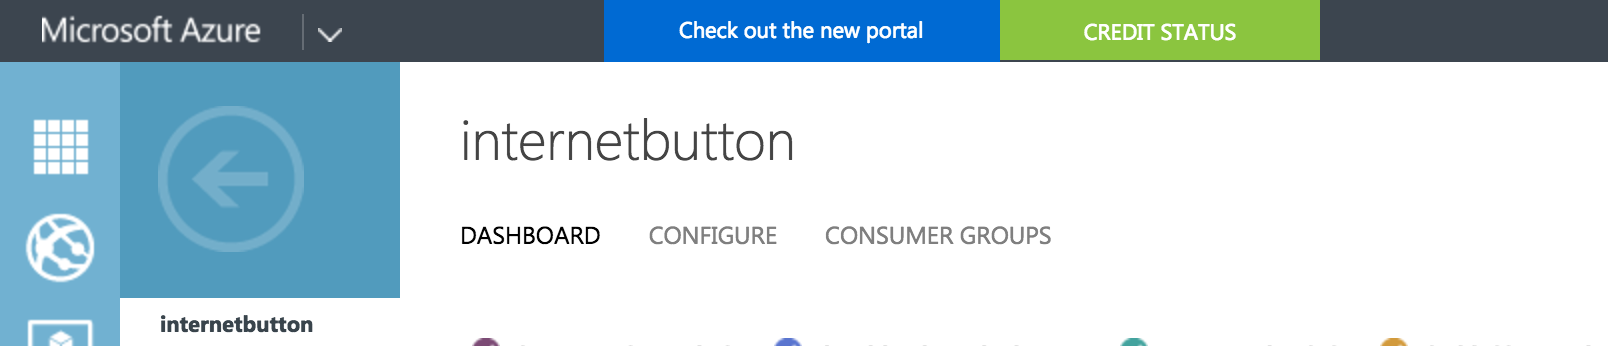 Microsoft Azure
Check out the new portal
CREDIT STATUS
internetbutton
DASHBOARD CONFIGURE CONSUMER GROUPS
internetbutton